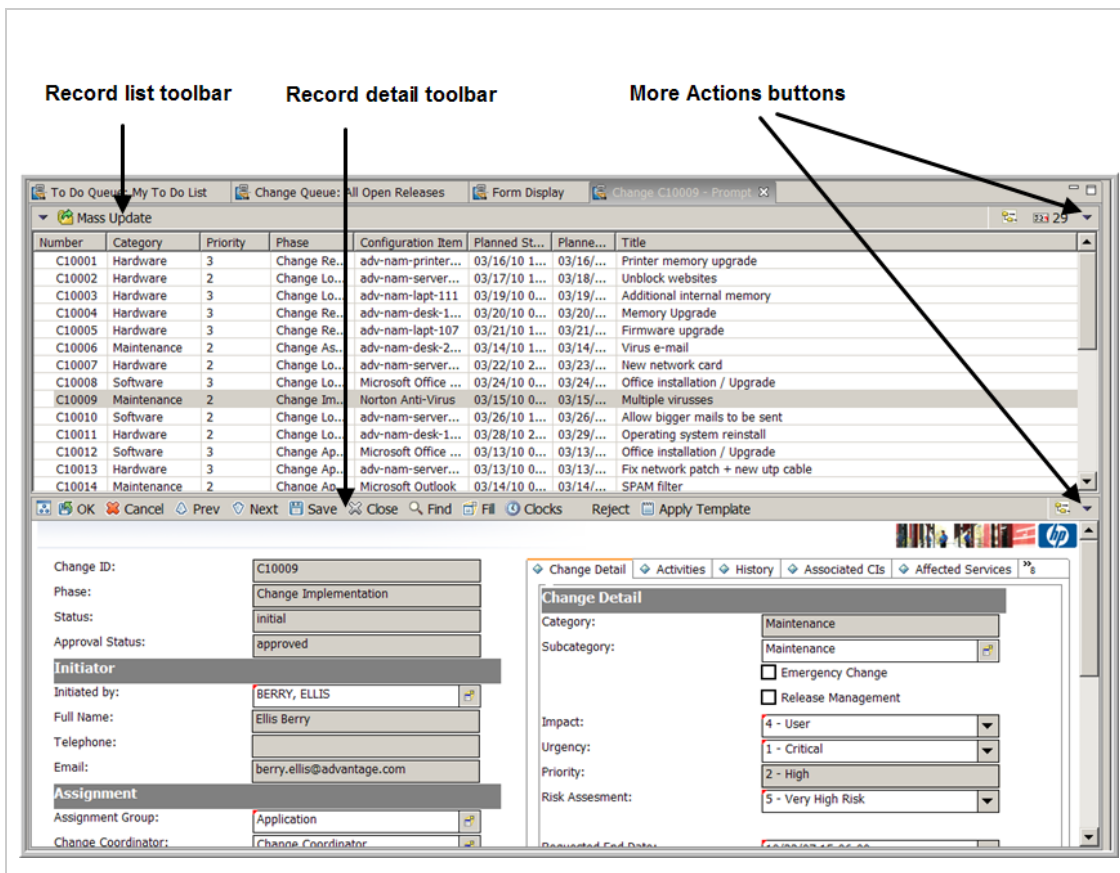 Record list toolbar
Record detail toolbar
More Actions buttons
To Do Queue: My To Do List
Change Queue: All Open Releases
Form Display
Change C10009 - Prompt
Mass Update
29
Number Category Priority Phase Configuration Item Planned St... Planne... Title
C10001 Hardware 3 Change Re... adv-nam-printer... 03/16/10 1... 03/16/... Printer memory upgrade
C10002 Hardware 2 Change Lo... adv-nam-server... 03/17/10 1... 03/18/... Unblock websites
C10003 Hardware 3 Change Lo... adv-nam-lapt-111 03/19/10 0... 03/19/... Additional internal memory
C10004 Hardware 3 Change Re... adv-nam-desk-1... 03/20/10 0... 03/20/... Memory Upgrade
C10005 Hardware 3 Change Re... adv-nam-lapt-107 03/21/10 1... 03/21/... Firmware upgrade
C10006 Maintenance 2 Change As... adv-nam-desk-2... 03/14/10 1... 03/14/... Virus e-mail
C10007 Hardware 2 Change Lo... adv-nam-server... 03/22/10 2... 03/23/... New network card
C10008 Software 3 Change Lo... Microsoft Office ... 03/24/10 0... 03/24/... Office installation / Upgrade
C10009 Maintenance 2 Change Im... Norton Anti-Virus 03/15/10 0... 03/15/... Multiple virusses
C10010 Software 2 Change Lo... adv-nam-server... 03/26/10 1... 03/26/... Allow bigger mails to be sent
C10011 Hardware 2 Change Lo... adv-nam-desk-1... 03/28/10 2... 03/29/... Operating system reinstall
C10012 Software 3 Change Ap... Microsoft Office ... 03/13/10 0... 03/13/... Office installation / Upgrade
C10013 Hardware 3 Change Ap... adv-nam-server... 03/13/10 0... 03/13/... Fix network patch + new utp cable
C10014 Maintenance 2 Change Ap... Microsoft Outlook 03/14/10 0... 03/14/... SPAM filter
OK Cancel Prev Next Save Close Find Fill Clocks Reject Apply Template
hp
Change ID: C10009
Phase: Change Implementation
Status: initial
Approval Status: approved
Initiator
Initiated by: BERRY, ELLIS
Full Name: Ellis Berry
Telephone:
Email: berry.ellis@advantage.com
Assignment
Assignment Group: Application
Change Coordinator: Change Coordinator
Change Detail Activities History Associated CIs Affected Services »8
Change Detail
Category: Maintenance
Subcategory: Maintenance
Emergency Change
Release Management
Impact: 4 - User
Urgency: 1 - Critical
Priority: 2 - High
Risk Assesment: 5 - Very High Risk
Requested End Date: